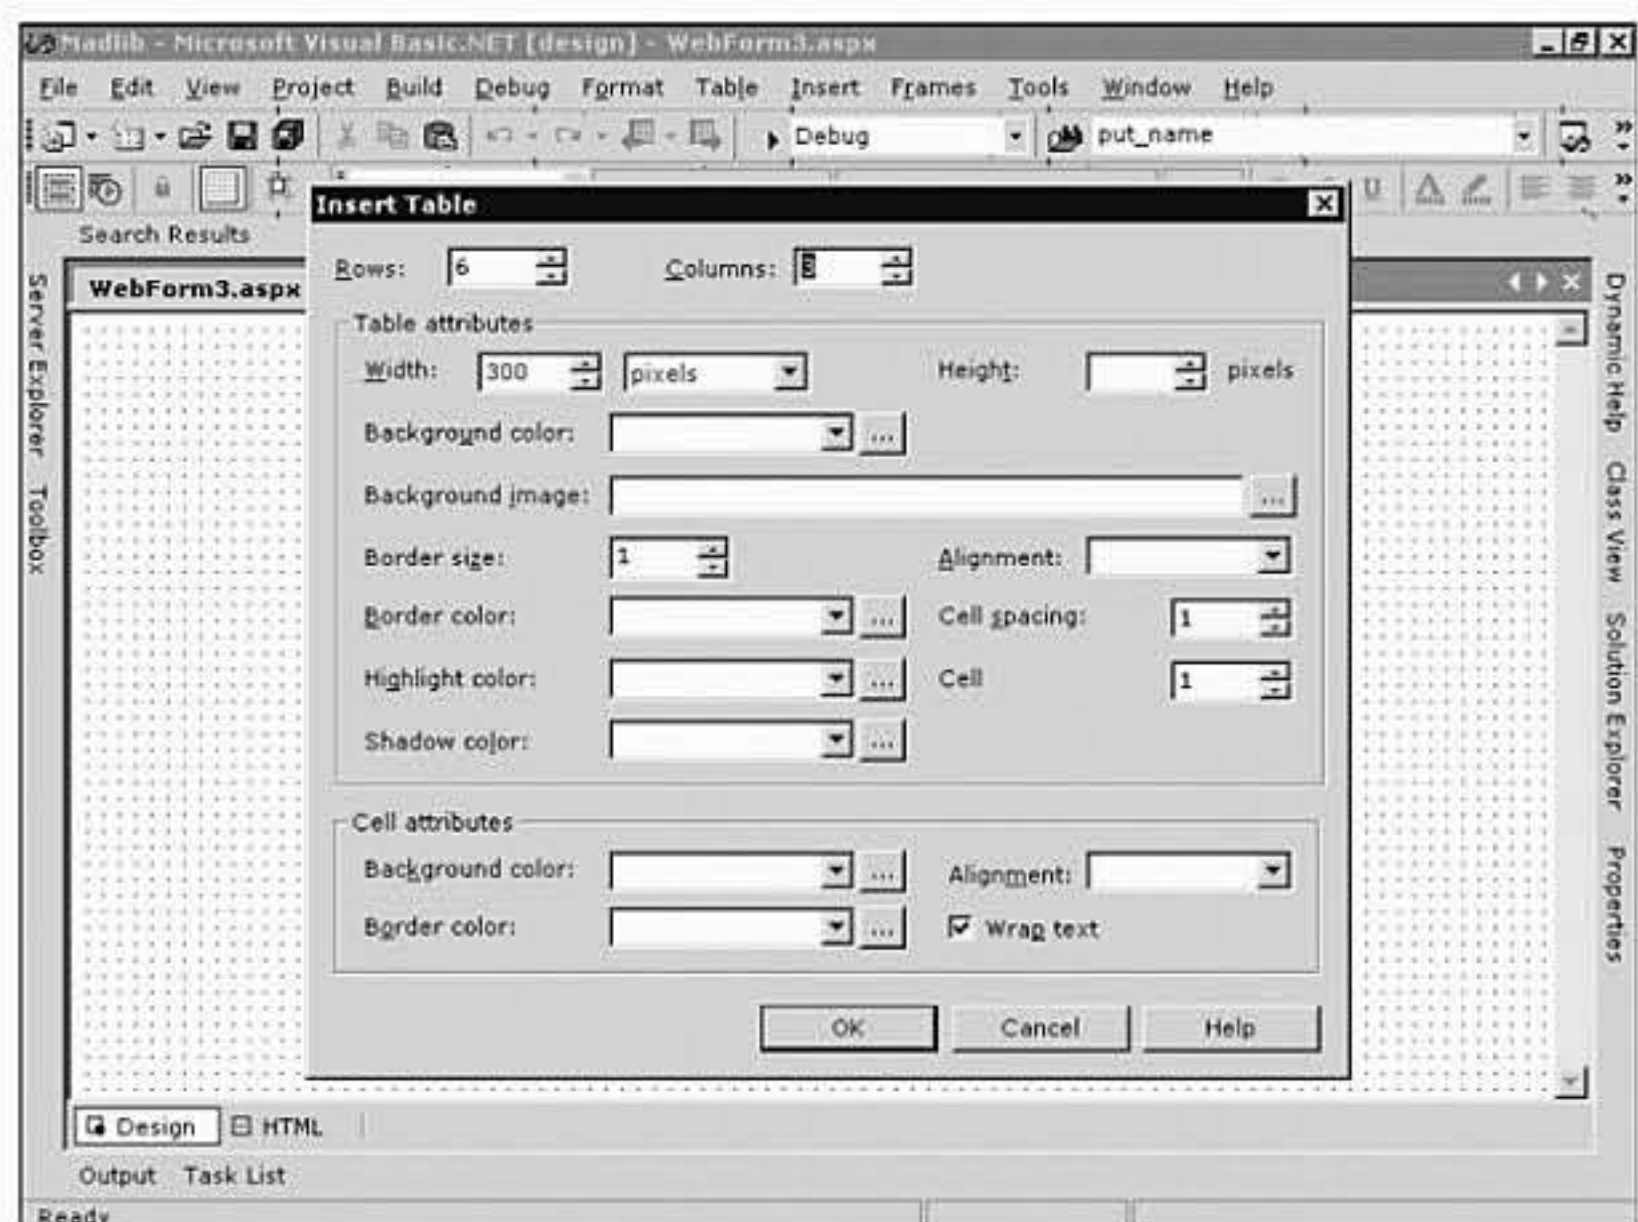 Madlib - Microsoft Visual Basic.NET [design] - WebForm3.aspx
File Edit View Project Build Debug Format Table Insert Frames Tools Window Help
Debug put_name
Search Results
Insert Table
Rows: 6 Columns:
WebForm3.aspx
Table attributes
Width: 300 pixels Height: pixels
Background color: ...
Background image: ...
Border size: 1 Alignment:
Border color: ... Cell spacing: 1
Highlight color: ... Cell 1
Shadow color: ...
Cell attributes
Background color: ... Alignment:
Border color: ... Wrap text
OK Cancel Help
Server Explorer Toolbox
Dynamic Help Class View Solution Explorer Properties
Design HTML
Output Task List
Ready